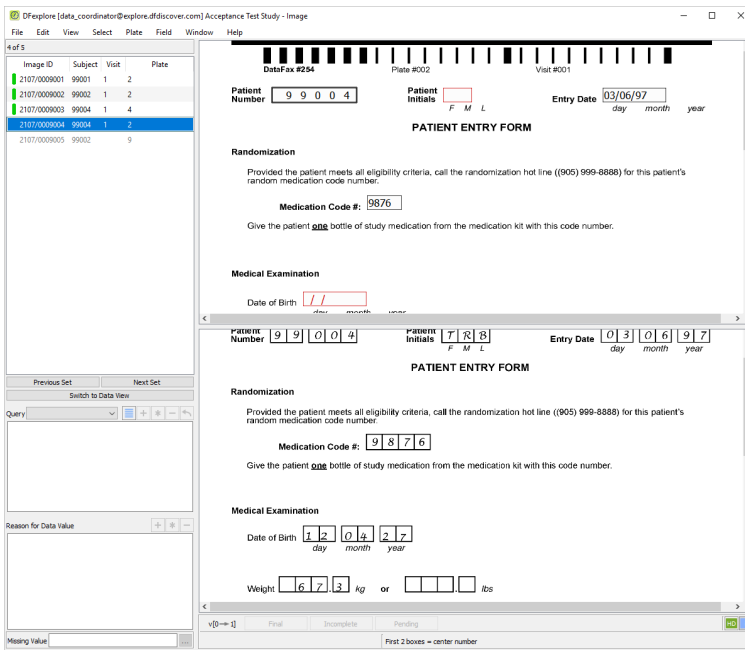 DFexplore [data_coordinator@explore.dfdiscover.com] Acceptance Test Study - Image
File Edit View Select Plate Field Window Help
4 of 5
Image ID Subject Visit Plate
2107/0009001 99001 1 2
2107/0009002 99002 1 2
2107/0009003 99004 1 4
2107/0009004 99004 1 2
2107/0009005 99002 9
Previous Set Next Set
Switch to Data View
Query
Reason for Data Value
Missing Value
DataFax #254 Plate #002 Visit #001
Patient Number 9 9 0 0 4 Patient Initials Entry Date 03/06/97
F M L day month year
PATIENT ENTRY FORM
Randomization
Provided the patient meets all eligibility criteria, call the randomization hot line ((905) 999-8888) for this patient's
random medication code number.
Medication Code #: 9876
Give the patient one bottle of study medication from the medication kit with this code number.
Medical Examination
Date of Birth / /
day month year
Patient Number 9 9 0 0 4 Patient Initials T R B Entry Date 0 3 0 6 9 7
F M L day month year
PATIENT ENTRY FORM
Randomization
Provided the patient meets all eligibility criteria, call the randomization hot line ((905) 999-8888) for this patient's
random medication code number.
Medication Code #: 9 8 7 6
Give the patient one bottle of study medication from the medication kit with this code number.
Medical Examination
Date of Birth 1 2 0 4 2 7
day month year
Weight 6 7 . 3 kg or . lbs
v[0→1] Final Incomplete Pending HD
First 2 boxes = center number